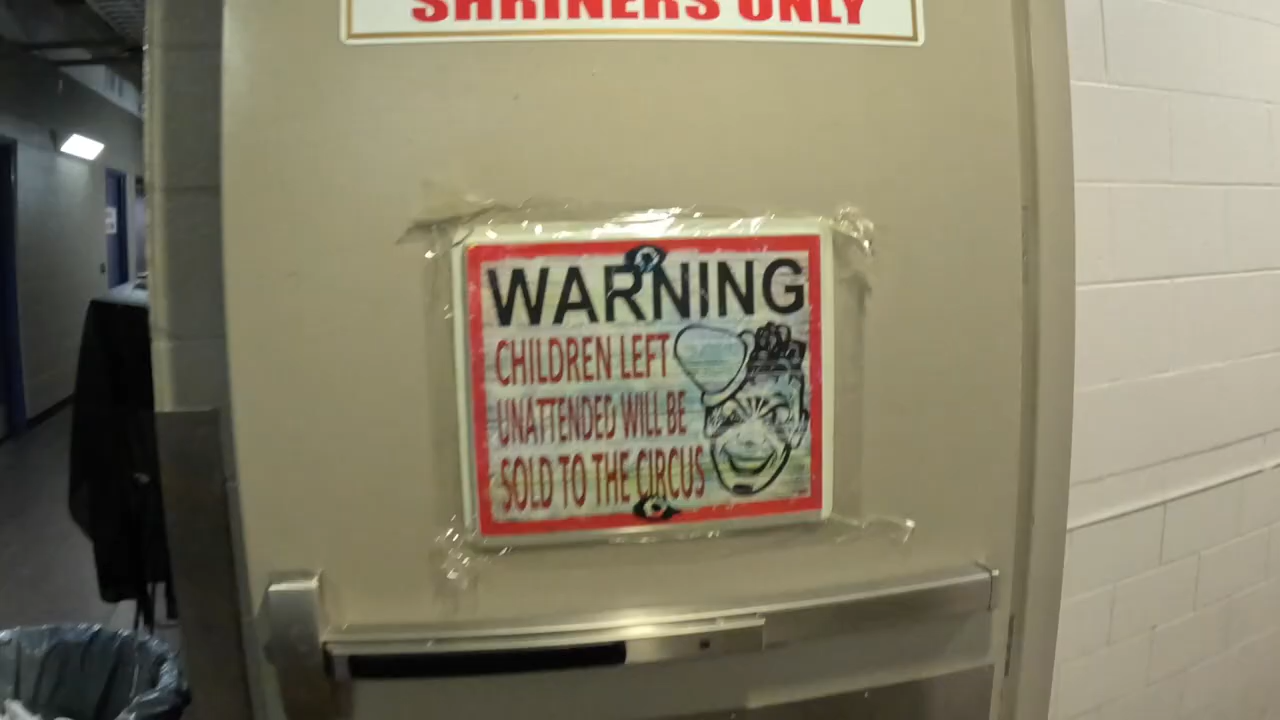 SHRINERS ONLY
WARNING
CHILDREN LEFT
UNATTENDED WILL BE
SOLD TO THE CIRCUS